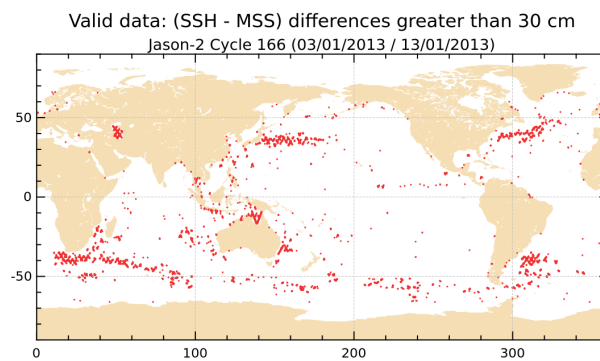 Valid data: (SSH - MSS) differences greater than 30 cm
Jason-2 Cycle 166 (03/01/2013 / 13/01/2013)
50
0
-50
0 100 200 300